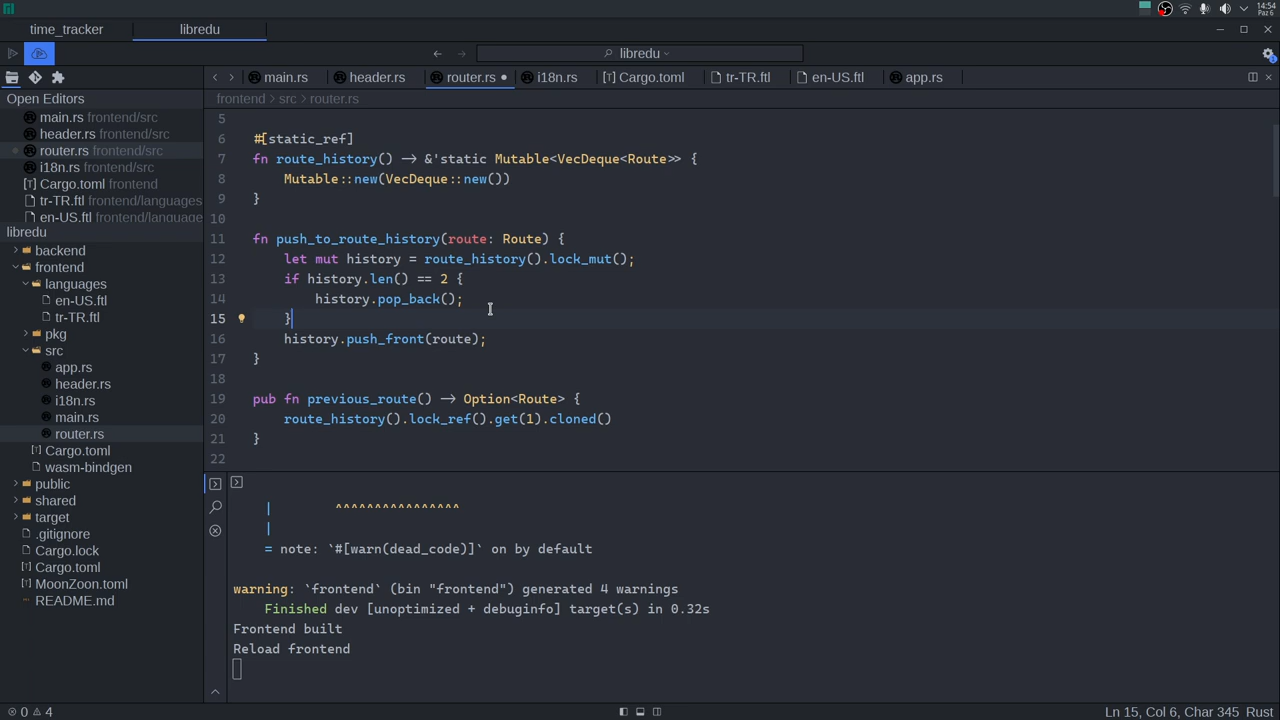 14:54
Paz 6
time_tracker
libredu
libredu
main.rs
header.rs
router.rs
i18n.rs
Cargo.toml
tr-TR.ftl
en-US.ftl
app.rs
Open Editors
main.rs frontend/src
header.rs frontend/src
router.rs frontend/src
i18n.rs frontend/src
Cargo.toml frontend
tr-TR.ftl frontend/languages
en-US.ftl frontend/language
libredu
backend
frontend
languages
en-US.ftl
tr-TR.ftl
pkg
src
app.rs
header.rs
i18n.rs
main.rs
router.rs
Cargo.toml
wasm-bindgen
public
shared
target
.gitignore
Cargo.lock
Cargo.toml
MoonZoon.toml
README.md
frontend > src > router.rs
5
6 #[static_ref]
7 fn route_history() -> &'static Mutable<VecDeque<Route>> {
8 Mutable::new(VecDeque::new())
9 }
10
11 fn push_to_route_history(route: Route) {
12 let mut history = route_history().lock_mut();
13 if history.len() == 2 {
14 history.pop_back();
15 }
16 history.push_front(route);
17 }
18
19 pub fn previous_route() -> Option<Route> {
20 route_history().lock_ref().get(1).cloned()
21 }
22
| ^^^^^^^^^^^^^^^^
|
= note: `#[warn(dead_code)]` on by default
warning: `frontend` (bin "frontend") generated 4 warnings
Finished dev [unoptimized + debuginfo] target(s) in 0.32s
Frontend built
Reload frontend
0 4
Ln 15, Col 6, Char 345 Rust